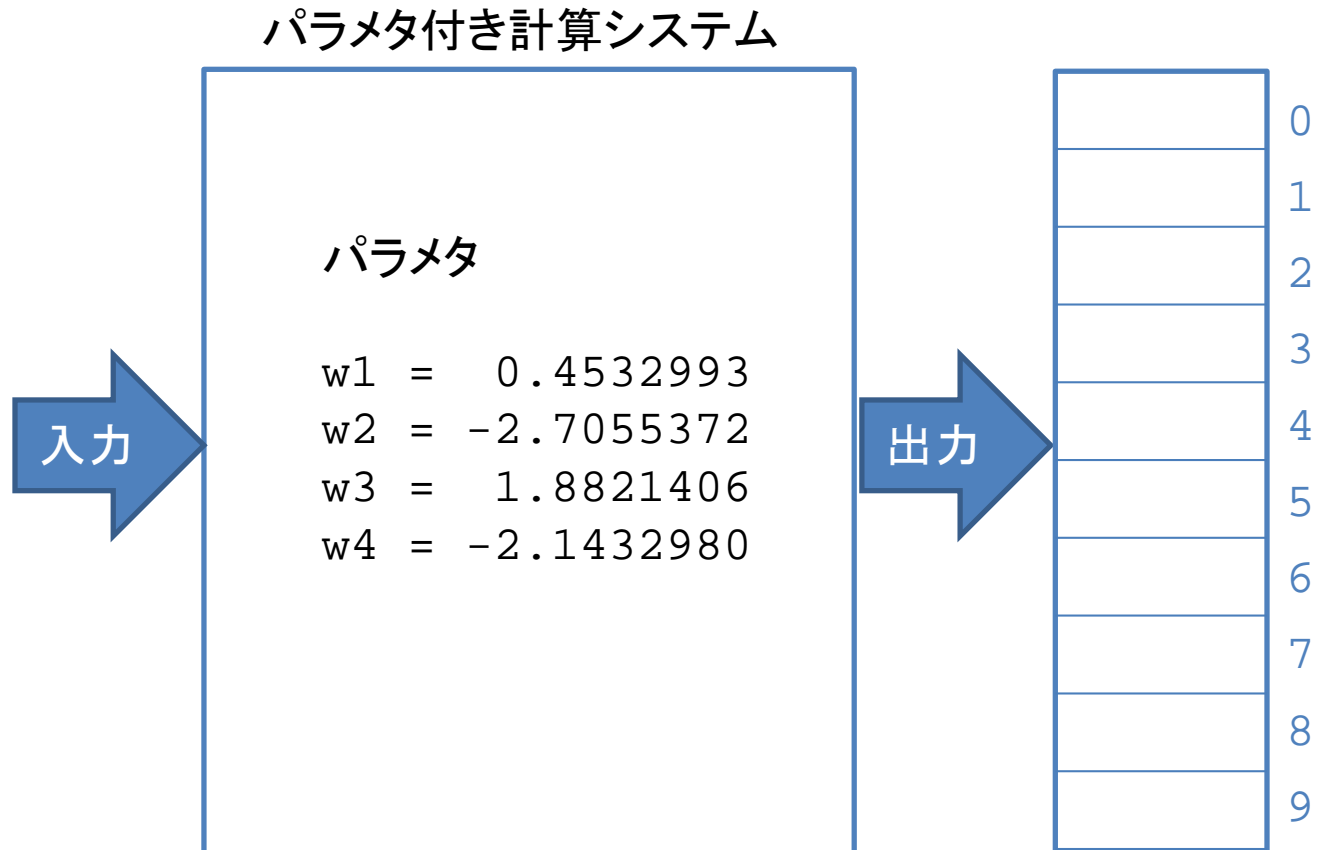 パラメタ付き計算システム
パラメタ
w1 =  0.4532993
w2 = -2.7055372
w3 =  1.8821406
w4 = -2.1432980
入力
出力
0
1
2
3
4
5
6
7
8
9